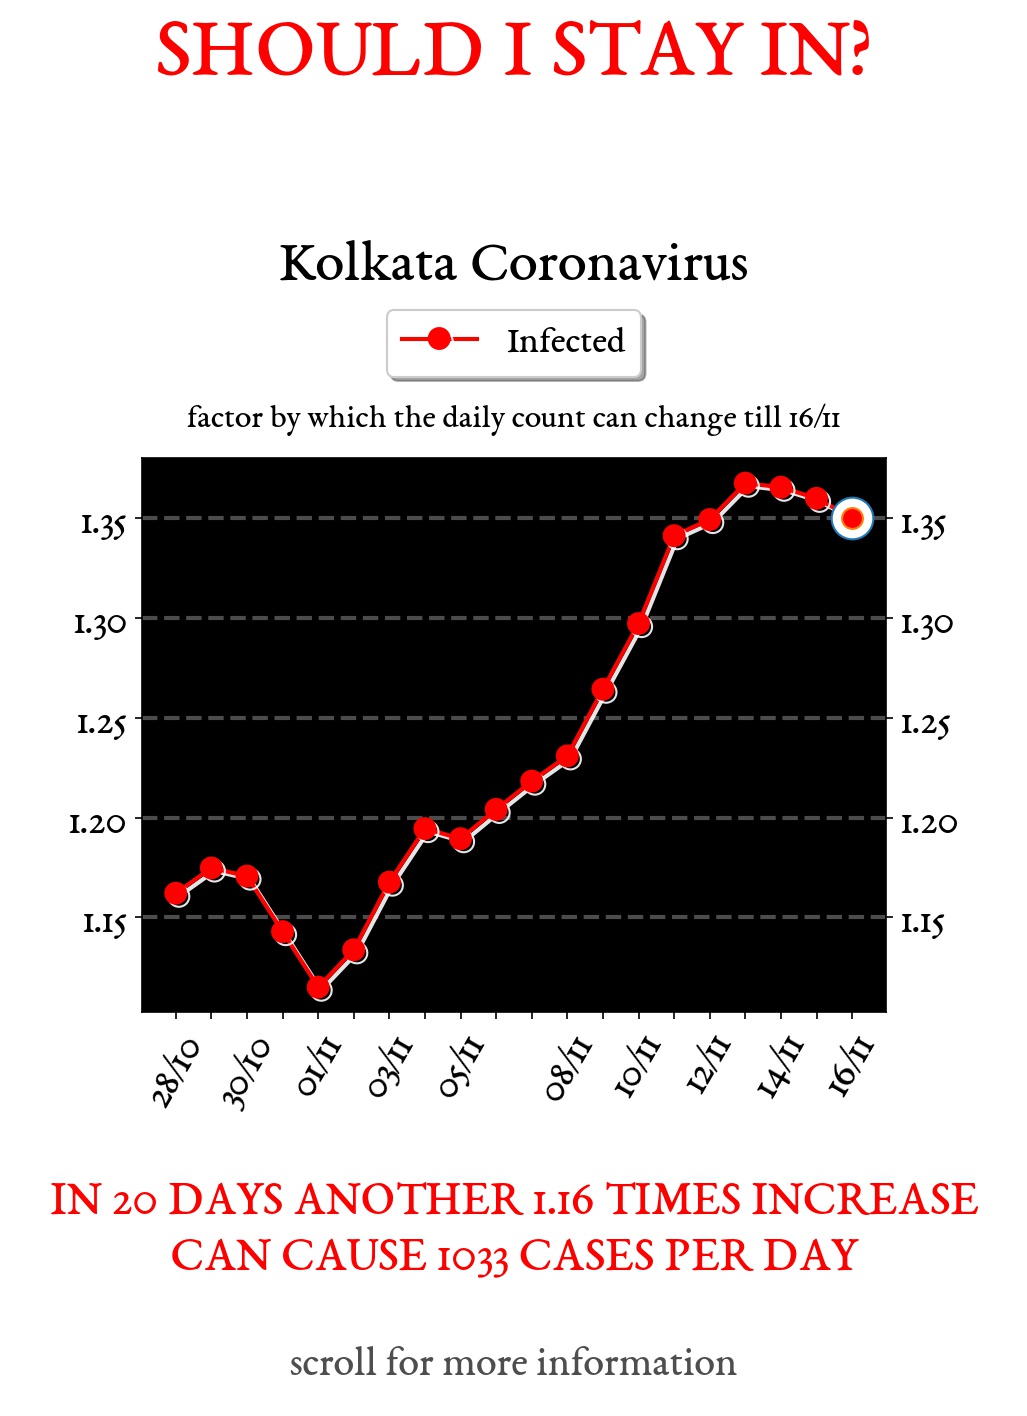 SHOULD I STAY IN?
Kolkata Coronavirus
Infected
factor by which the daily count can change till 16/11
1.35 1.35
1.30 1.30
1.25 1.25
1.20 1.20
1.15 1.15
28/10 30/10 01/11 03/11 05/11 08/11 10/11 12/11 14/11 16/11
IN 20 DAYS ANOTHER 1.16 TIMES INCREASE
CAN CAUSE 1033 CASES PER DAY
scroll for more information